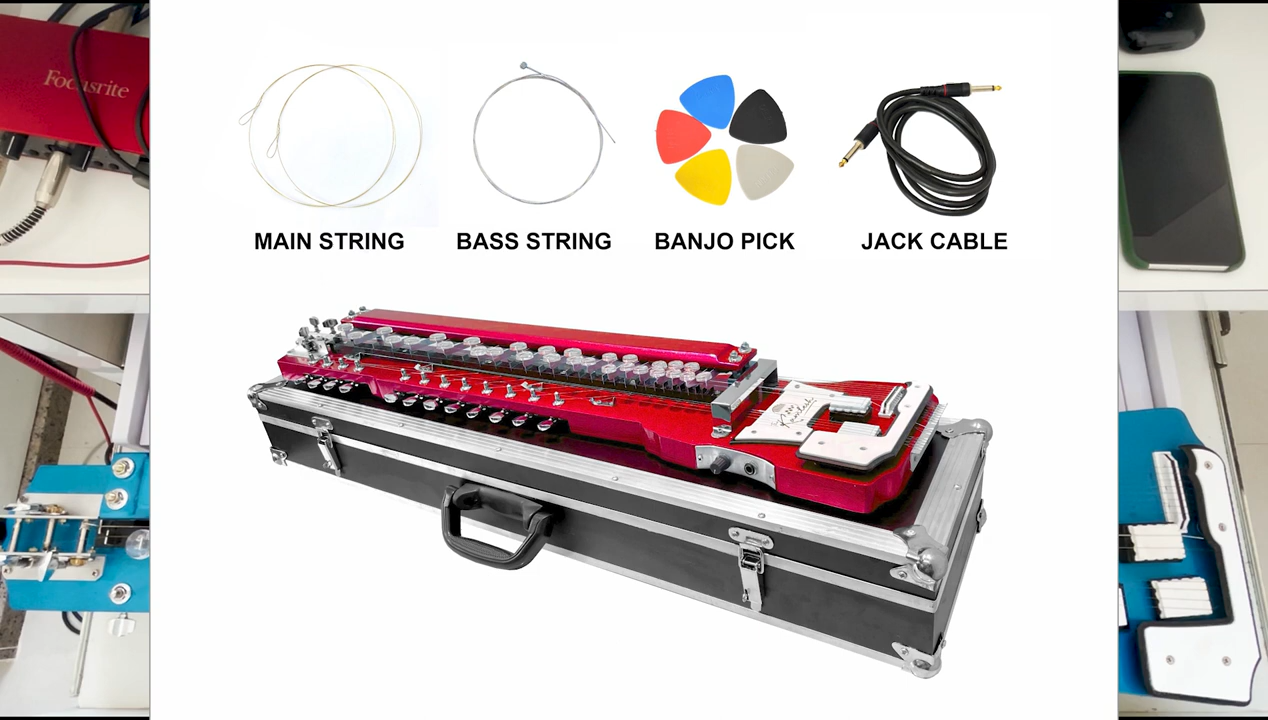 Focusrite
MAIN STRING
BASS STRING
BANJO PICK
JACK CABLE